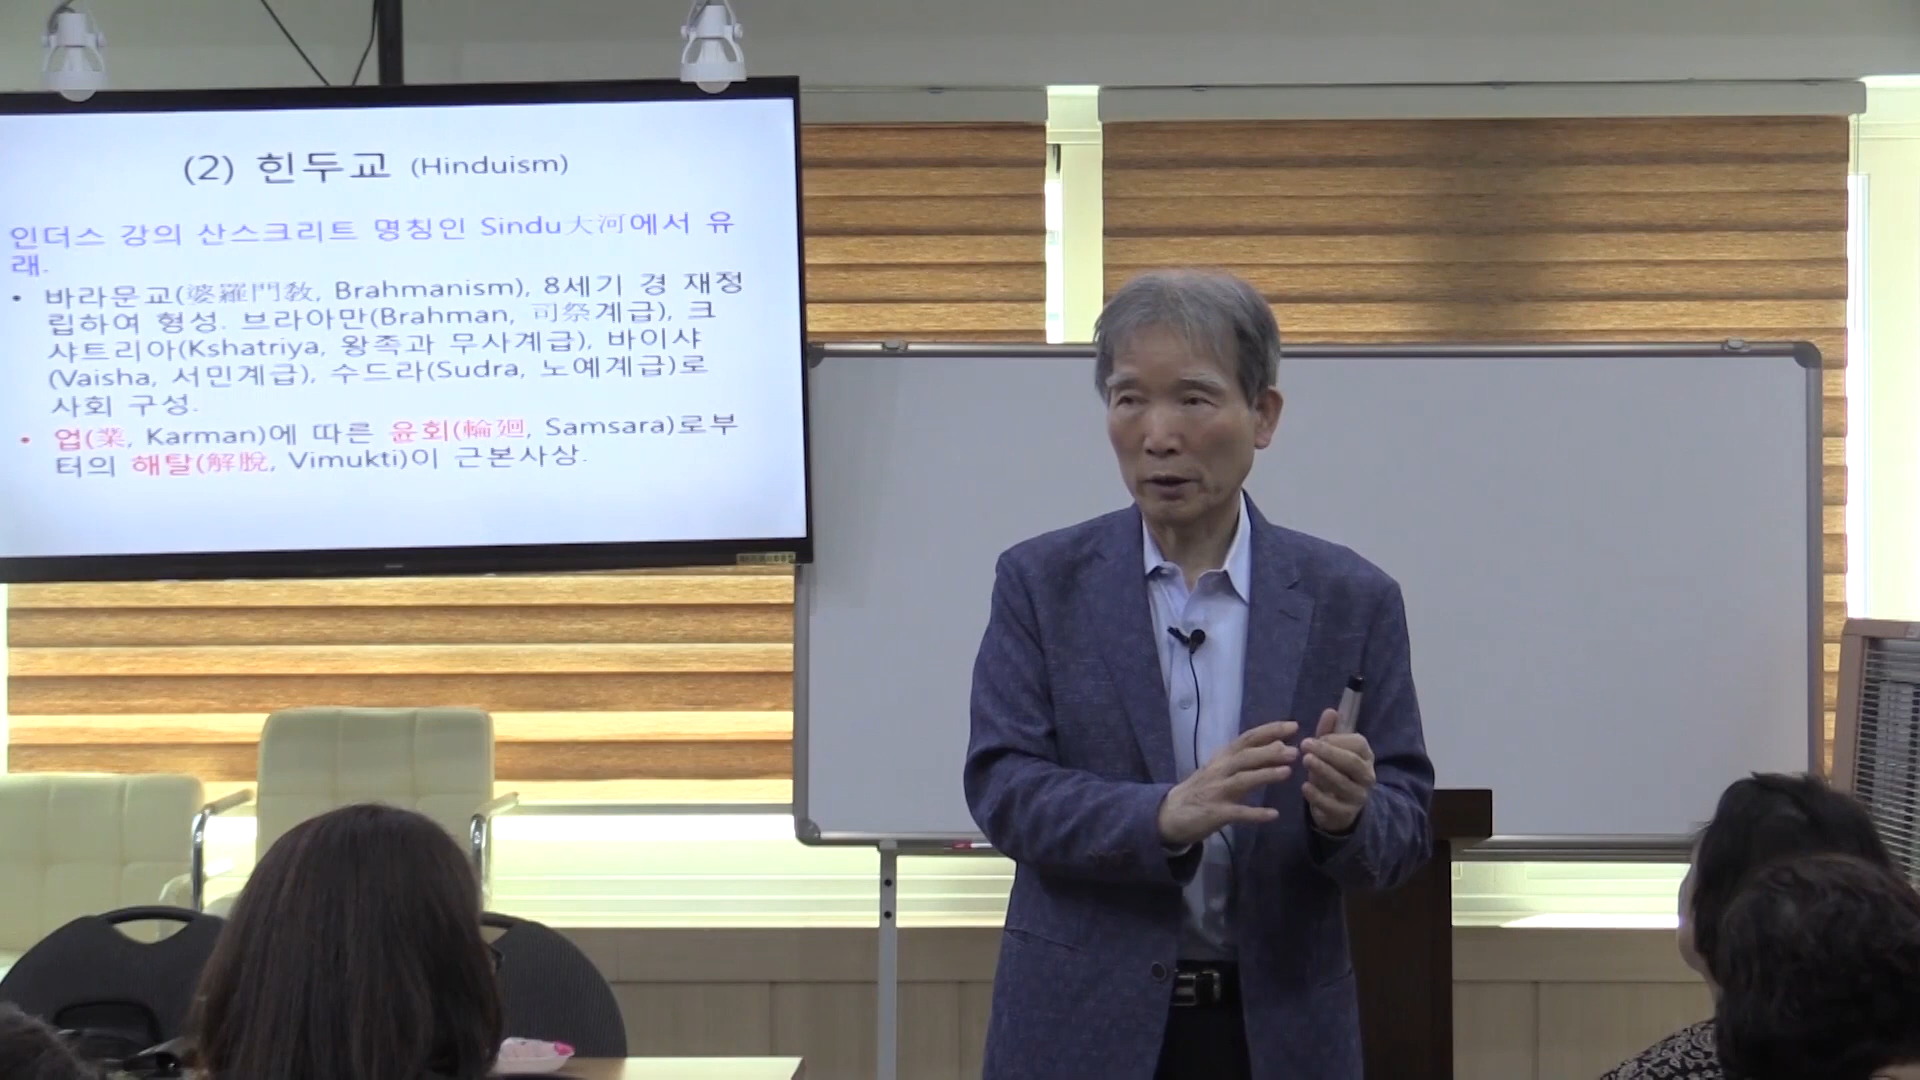 (2) 힌두교 (Hinduism)
인더스 강의 산스크리트 명칭인 Sindu大河에서 유
래.
• 바라문교(婆羅門敎, Brahmanism), 8세기 경 재정
립하여 형성. 브라아만(Brahman, 司祭계급), 크
샤트리아(Kshatriya, 왕족과 무사계급), 바이샤
(Vaisha, 서민계급), 수드라(Sudra, 노예계급)로
사회 구성.
• 업(業, Karman)에 따른 윤회(輪廻, Samsara)로부
터의 해탈(解脫, Vimukti)이 근본사상.